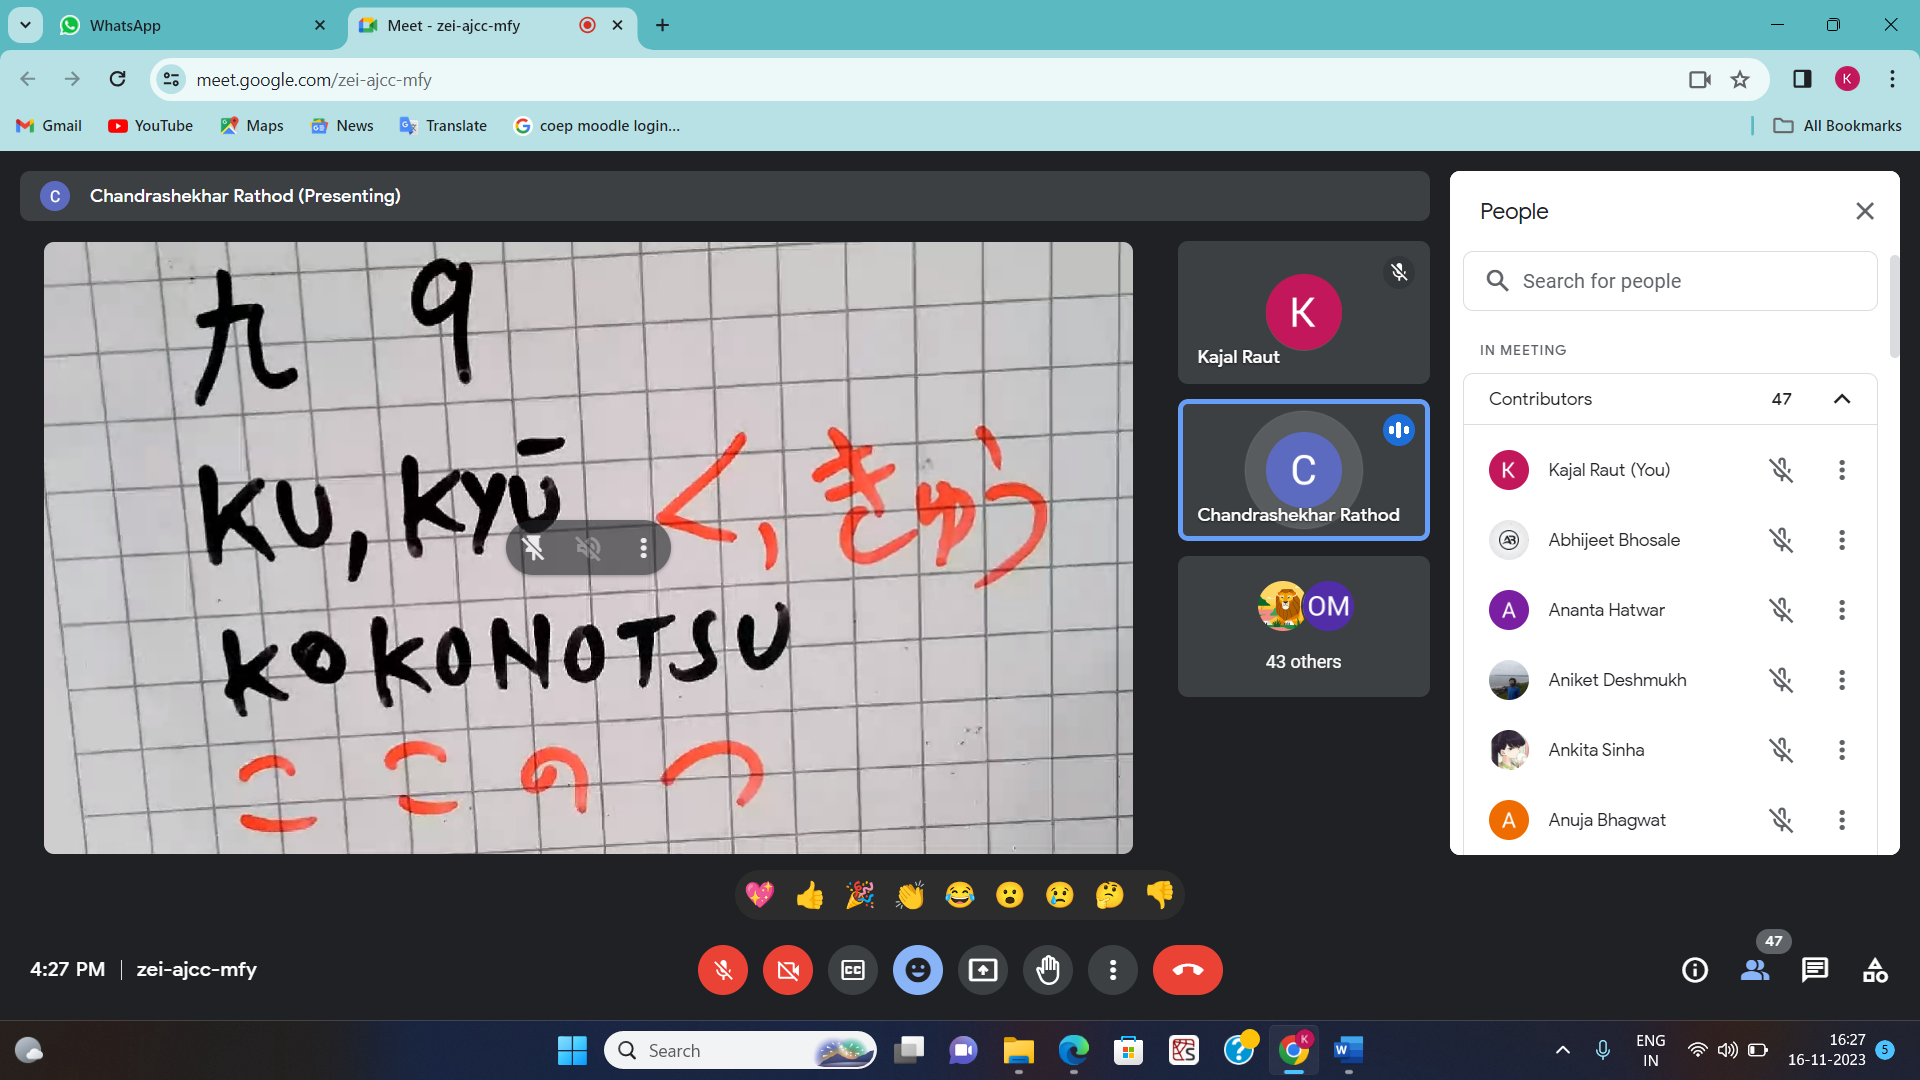 WhatsApp
Meet - zei-ajcc-mfy
meet.google.com/zei-ajcc-mfy
K
Gmail YouTube Maps News Translate coep moodle login... All Bookmarks
C Chandrashekhar Rathod (Presenting)
九 9
KU, KYŪ く, きゅう
KOKONOTSU
ここのつ
K
Kajal Raut
C
Chandrashekhar Rathod
OM
43 others
People
Search for people
IN MEETING
Contributors 47
K Kajal Raut (You)
AB Abhijeet Bhosale
A Ananta Hatwar
Aniket Deshmukh
Ankita Sinha
A Anuja Bhagwat
4:27 PM | zei-ajcc-mfy
CC
47
Search
K
W
ENG
IN
16:27
16-11-2023
5